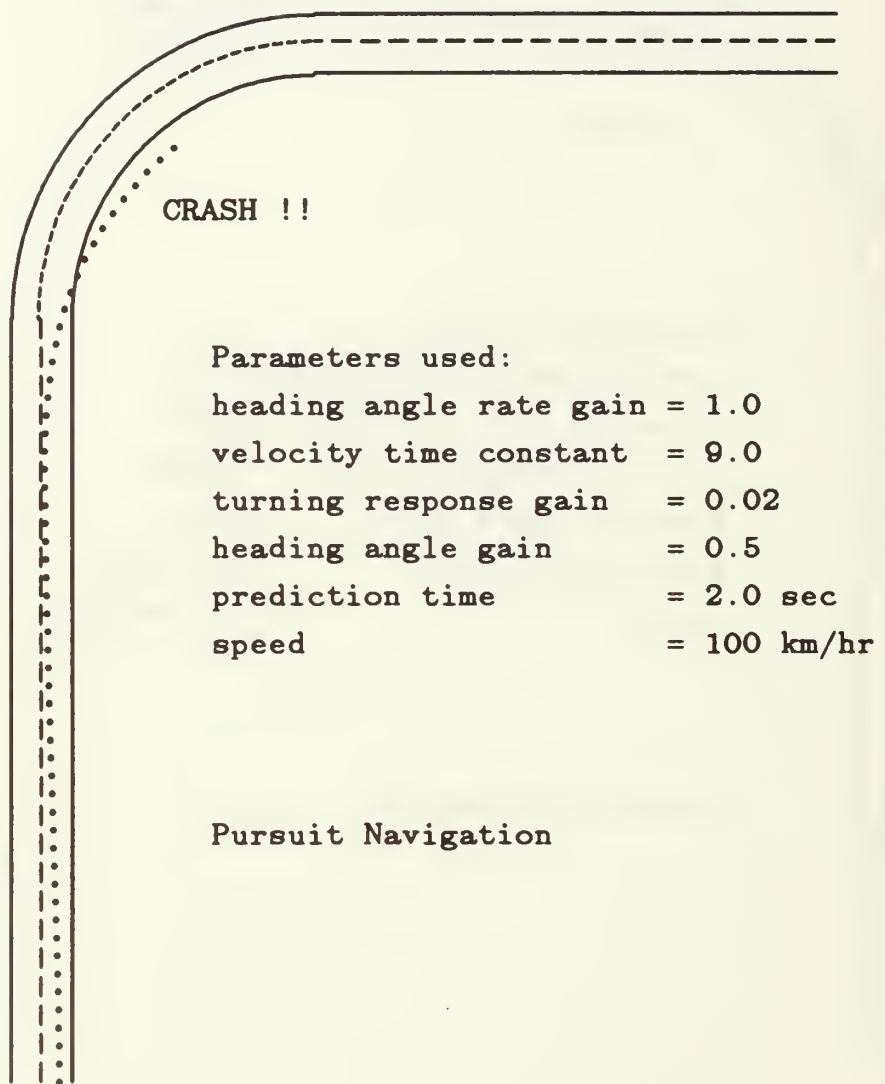 CRASH !!
Parameters used:
heading angle rate gain = 1.0
velocity time constant = 9.0
turning response gain = 0.02
heading angle gain = 0.5
prediction time = 2.0 sec
speed = 100 km/hr
Pursuit Navigation